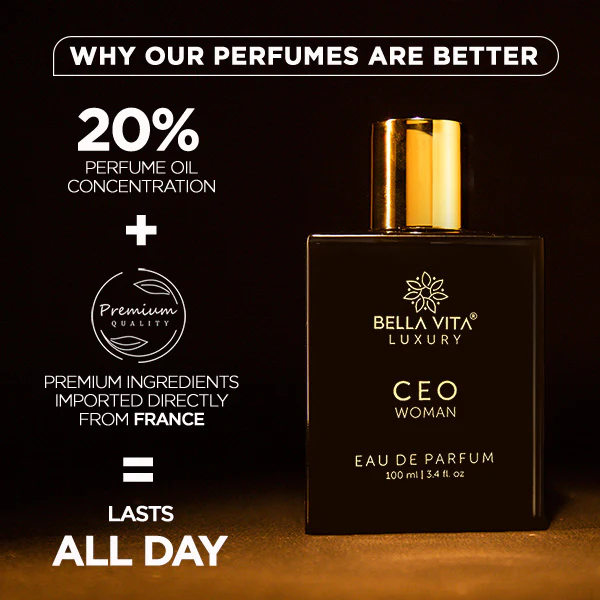 WHY OUR PERFUMES ARE BETTER
20%
PERFUME OIL
CONCENTRATION
+
Premium
QUALITY
PREMIUM INGREDIENTS
IMPORTED DIRECTLY
FROM FRANCE
=
LASTS
ALL DAY
BELLA VITA®
LUXURY
CEO
WOMAN
EAU DE PARFUM
100 ml | 3.4 fl. oz